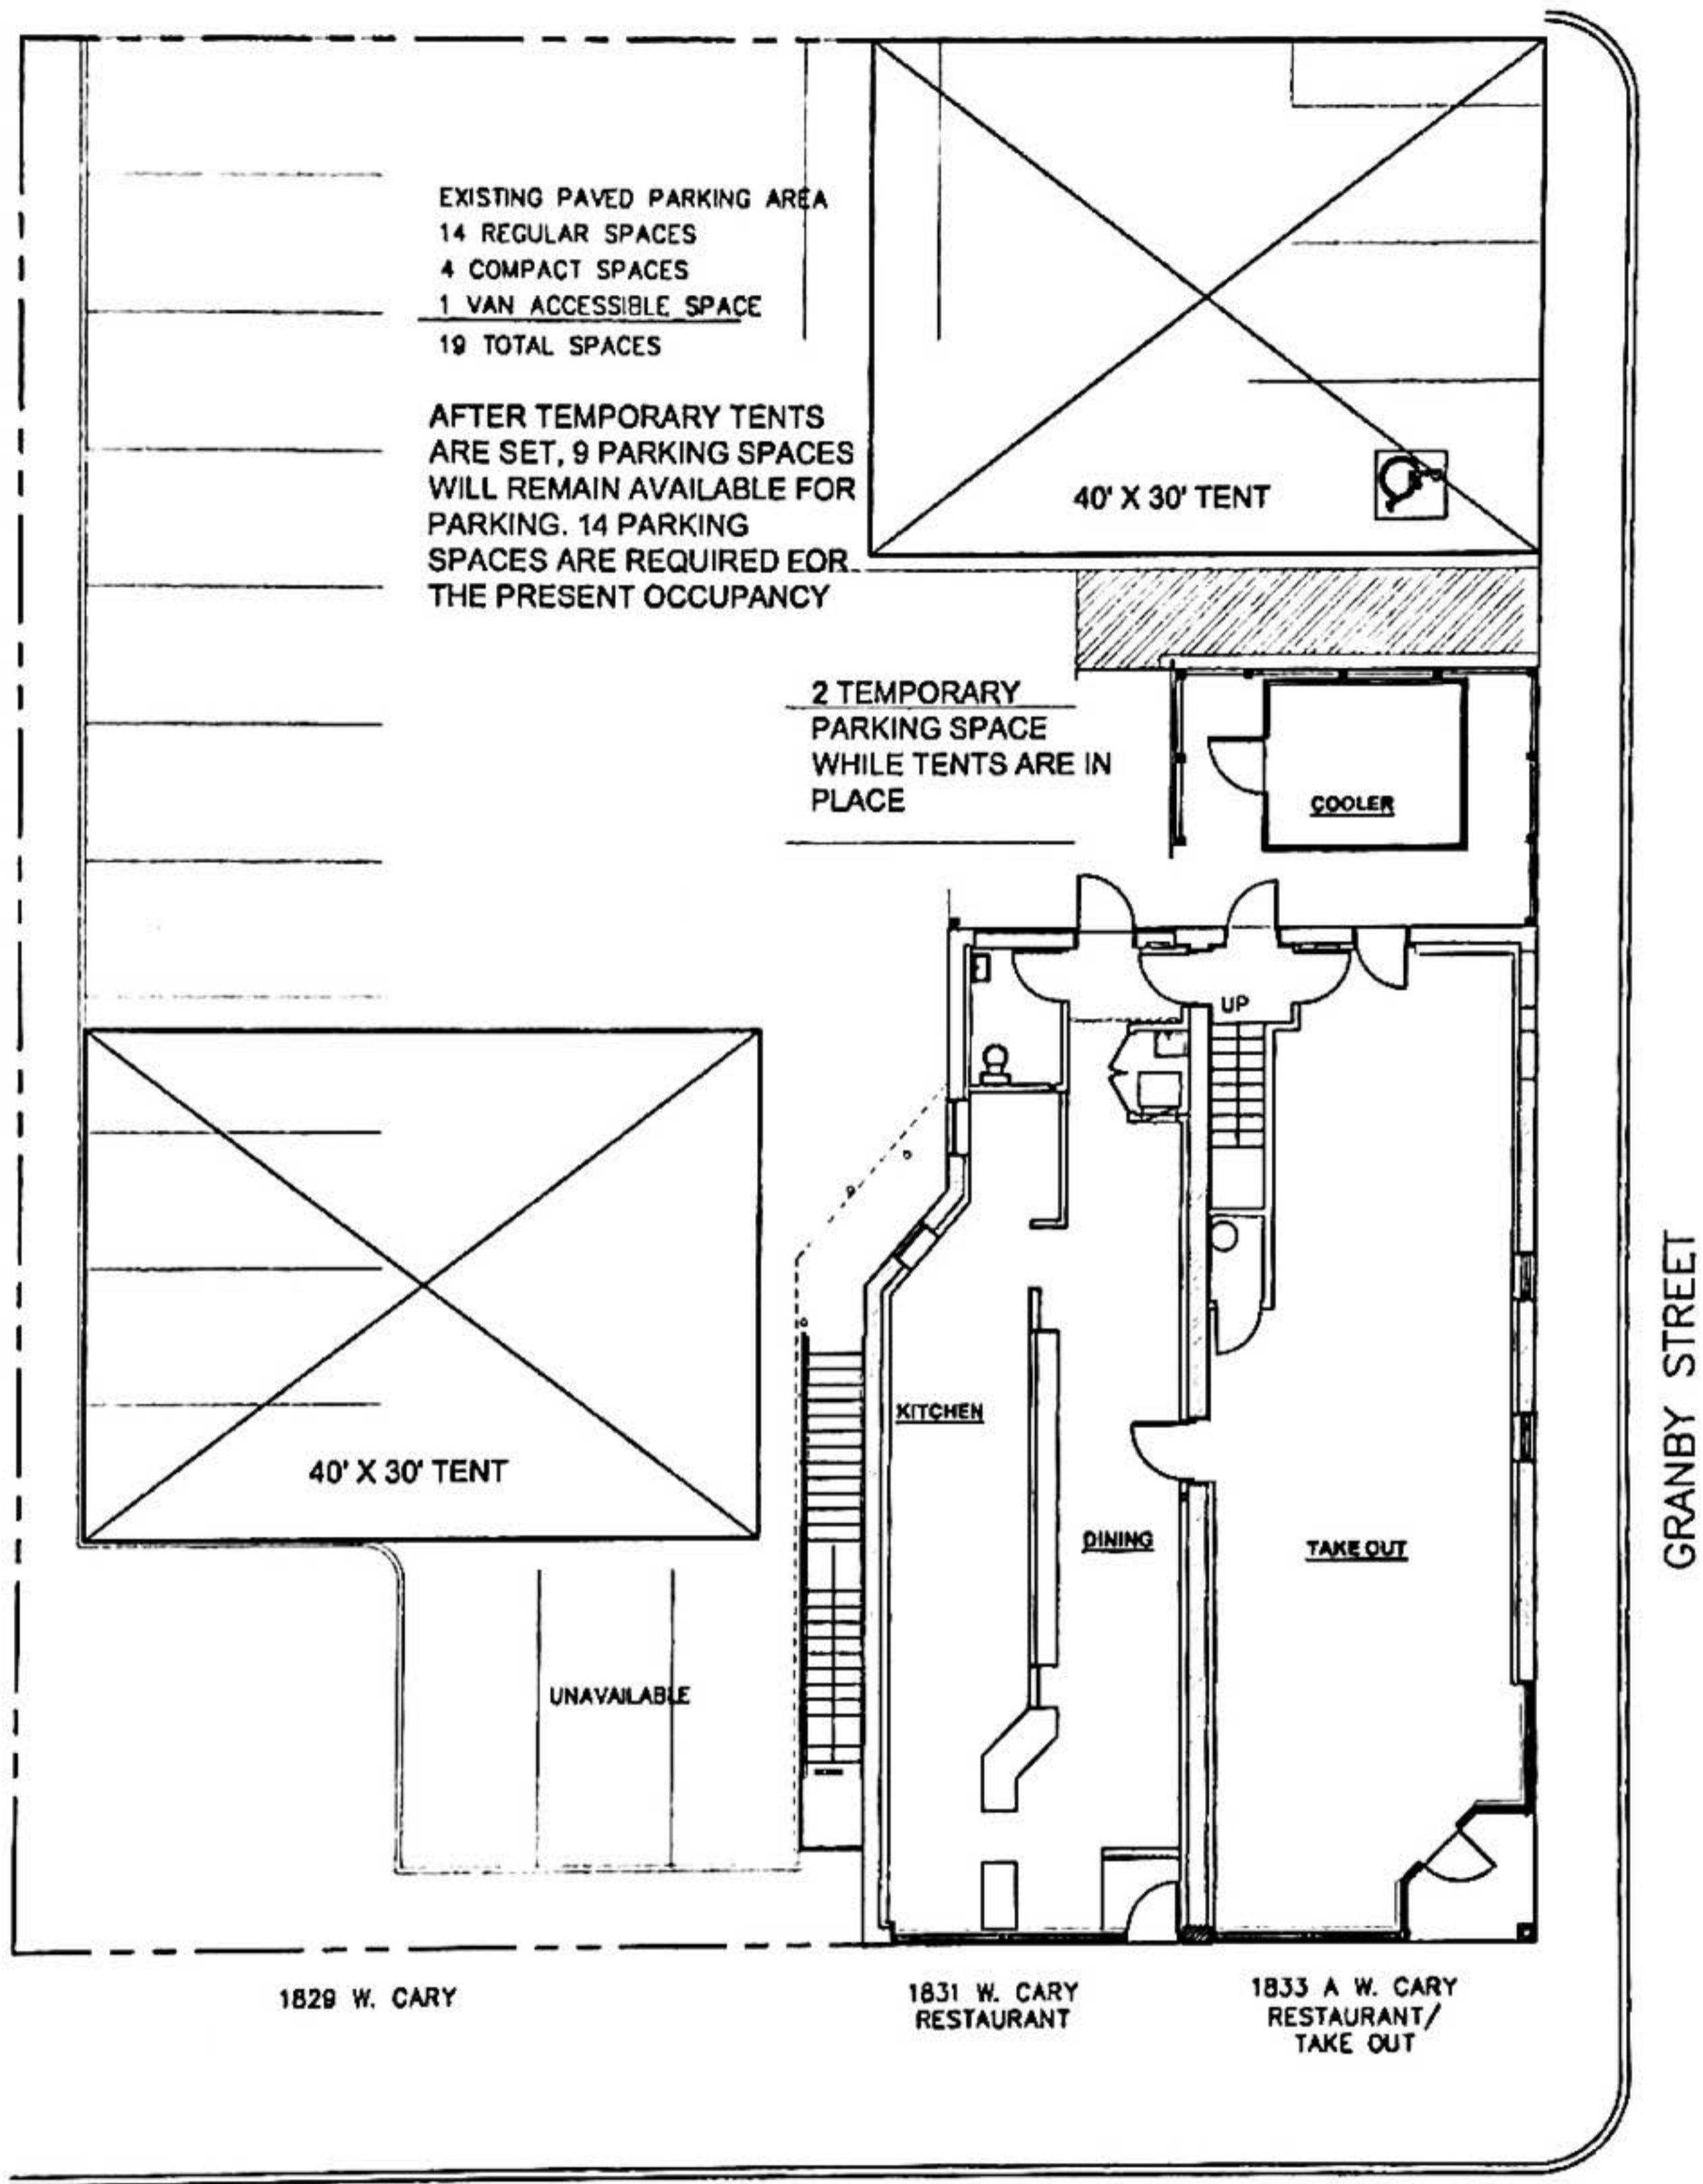 EXISTING PAVED PARKING AREA
14 REGULAR SPACES
4 COMPACT SPACES
1 VAN ACCESSIBLE SPACE
19 TOTAL SPACES
AFTER TEMPORARY TENTS
ARE SET, 9 PARKING SPACES
WILL REMAIN AVAILABLE FOR
PARKING. 14 PARKING
SPACES ARE REQUIRED EOR
THE PRESENT OCCUPANCY
40' X 30' TENT
2 TEMPORARY
PARKING SPACE
WHILE TENTS ARE IN
PLACE
COOLER
UP
KITCHEN
40' X 30' TENT
DINING
TAKE OUT
UNAVAILABLE
GRANBY STREET
1829 W. CARY
1831 W. CARY
RESTAURANT
1833 A W. CARY
RESTAURANT/
TAKE OUT